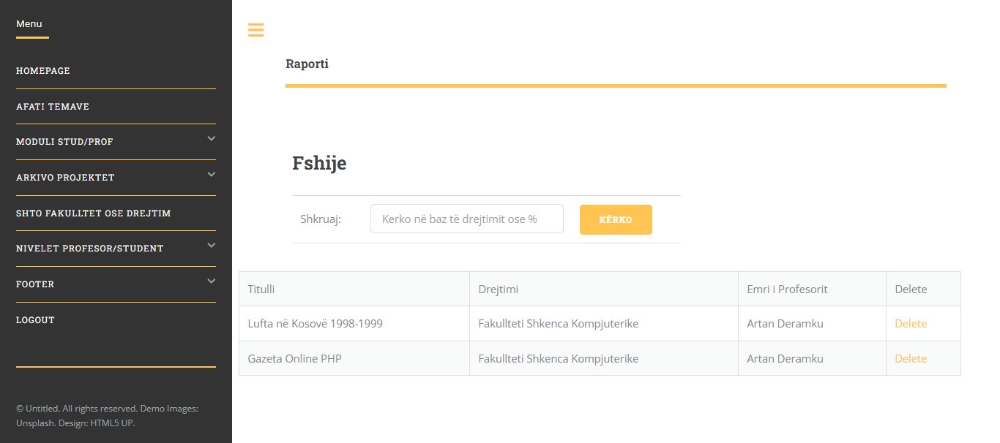 Menu
HOMEPAGE
AFATI TEMAVE
MODULI STUD/PROF
ARKIVO PROJEKTET
SHTO FAKULLTET OSE DREJTIM
NIVELET PROFESOR/STUDENT
FOOTER
LOGOUT
© Untitled. All rights reserved. Demo Images:
Unsplash. Design: HTML5 UP.
Raporti
Fshije
Shkruaj: Kerko në baz të drejtimit ose % KËRKO
Titulli Drejtimi Emri i Profesorit Delete
Lufta në Kosovë 1998-1999 Fakullteti Shkenca Kompjuterike Artan Deramku Delete
Gazeta Online PHP Fakullteti Shkenca Kompjuterike Artan Deramku Delete